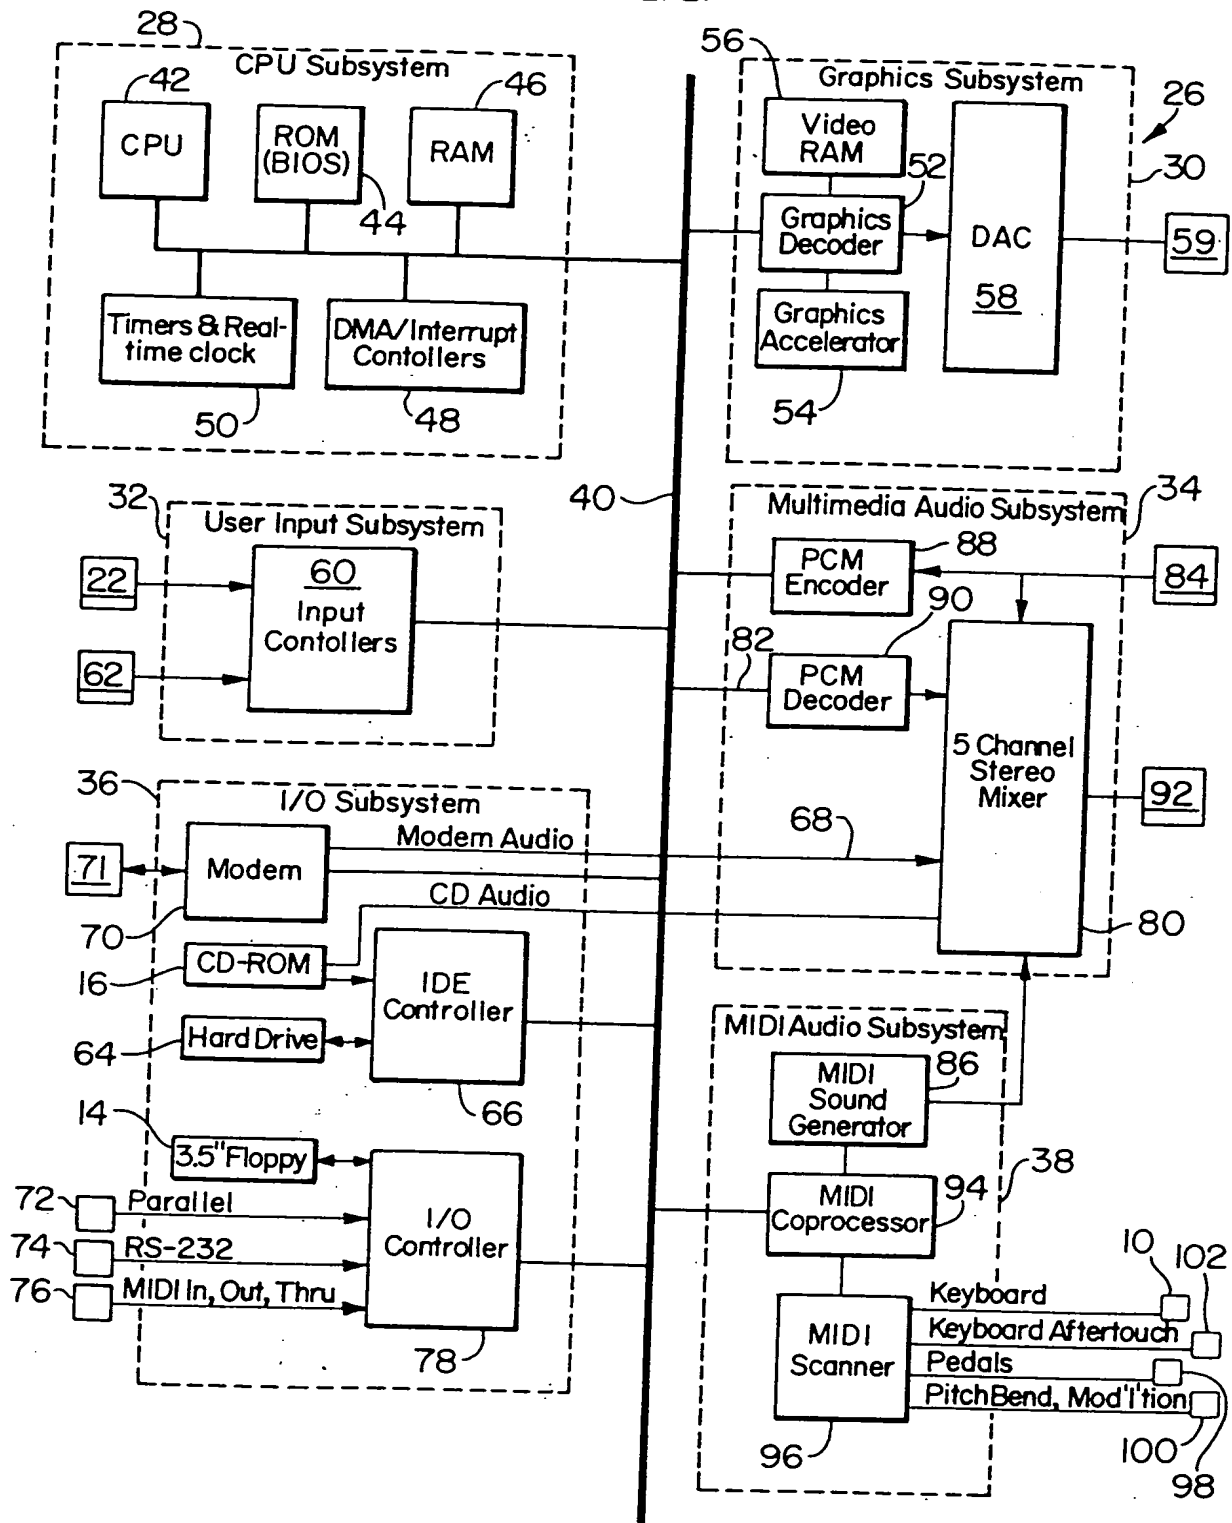 28
CPU Subsystem
42
CPU
ROM
(BIOS)
44
46
RAM
Timers & Real-
time clock
50
DMA/Interrupt
Contollers
48
56
Graphics Subsystem
26
Video
RAM
52
30
Graphics
Decoder
DAC
58
59
Graphics
Accelerator
54
40
32
User Input Subsystem
22
60
Input
Contollers
62
34
Multimedia Audio Subsystem
88
PCM
Encoder
84
90
82
PCM
Decoder
5 Channel
Stereo
Mixer
92
68
80
36
I/O Subsystem
Modem Audio
71
Modem
CD Audio
70
16
CD-ROM
IDE
Controller
64
Hard Drive
66
14
3.5" Floppy
72
Parallel
I/O
Controller
74
RS-232
76
MIDI In, Out, Thru
78
MIDI Audio Subsystem
86
MIDI
Sound
Generator
38
MIDI
Coprocessor
94
10
102
Keyboard
MIDI
Scanner
Keyboard Aftertouch
Pedals
Pitch Bend, Mod'l'tion
96
100
98